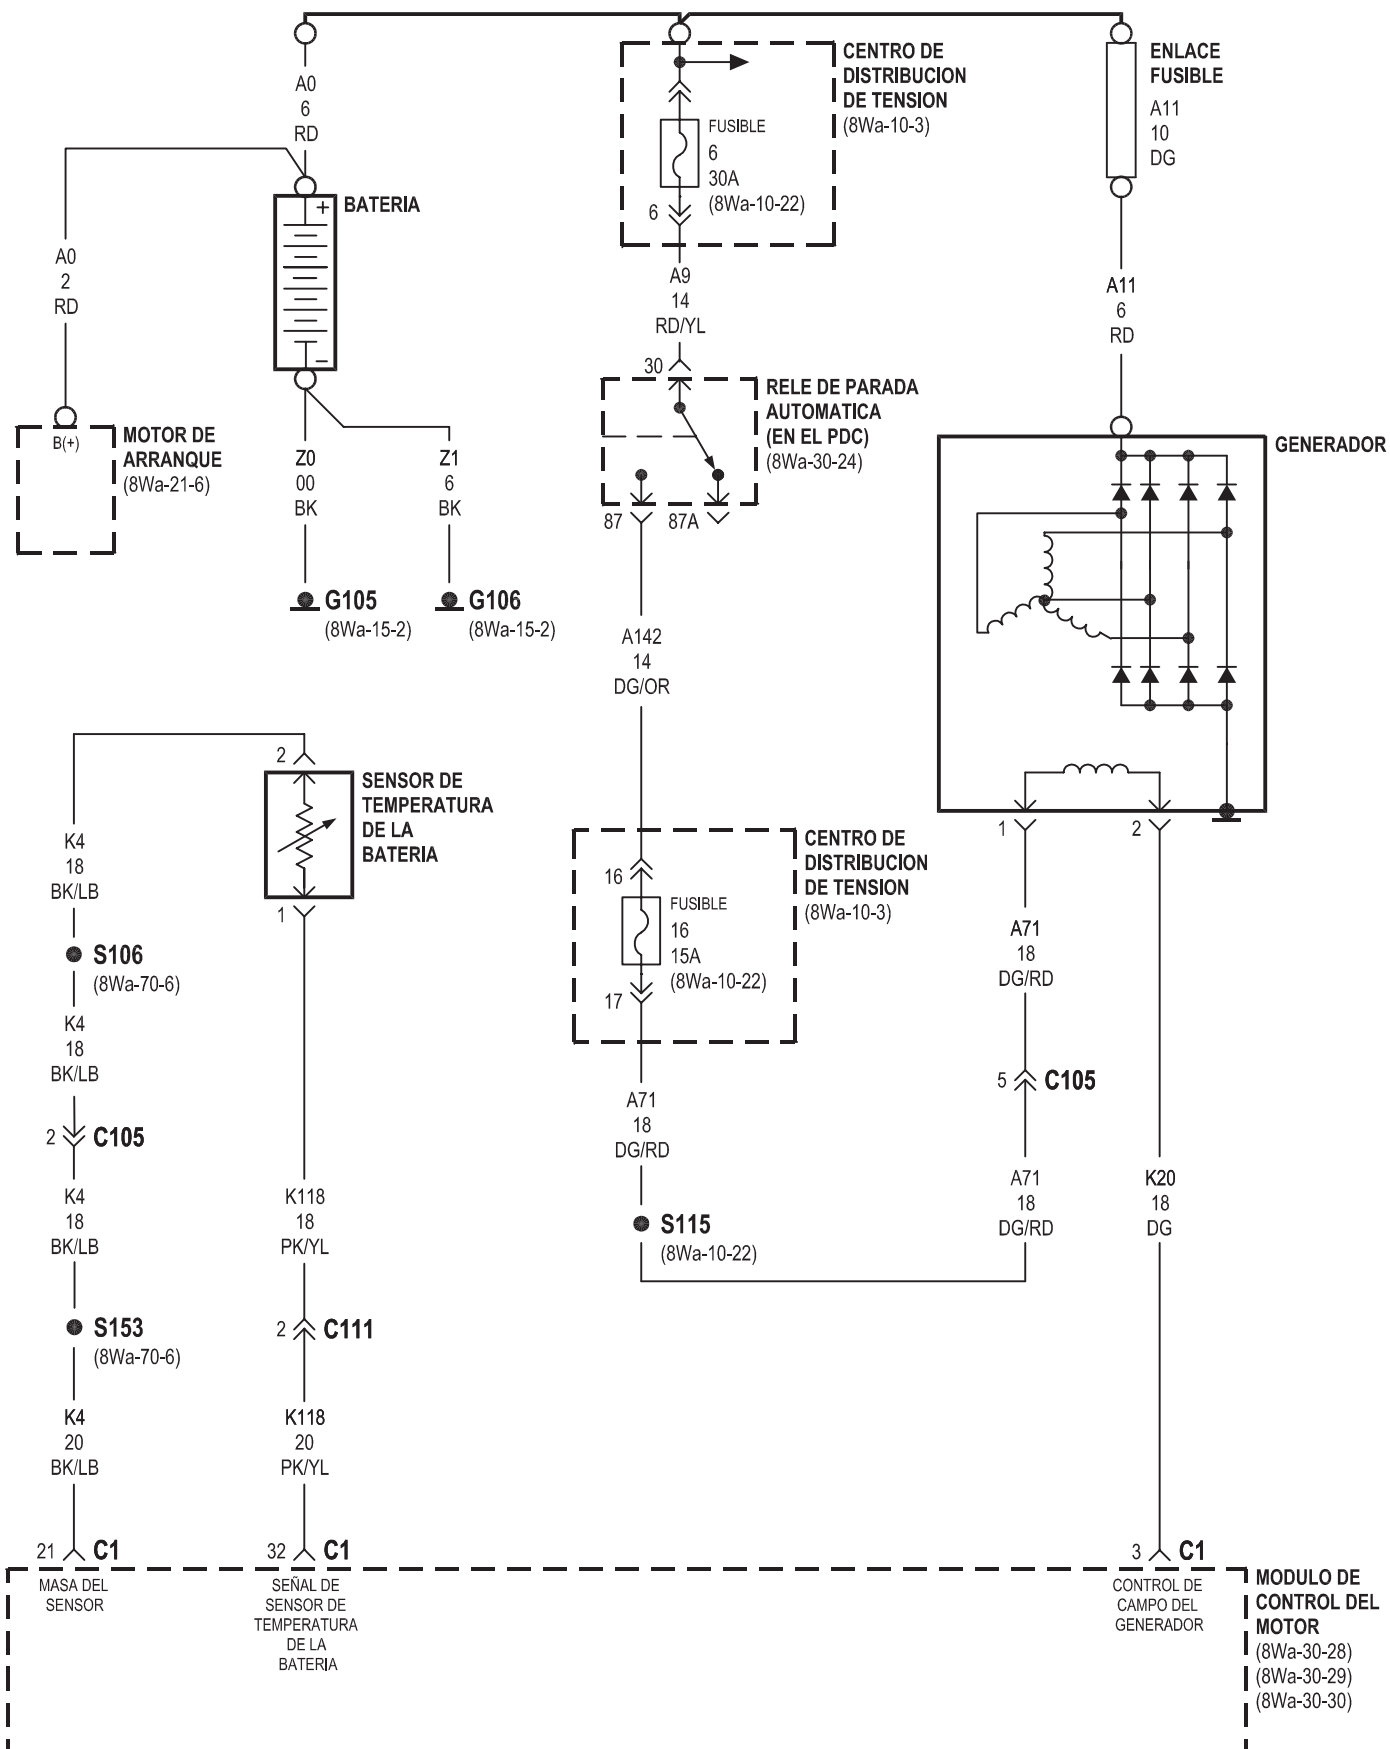 A0
6
RD
CENTRO DE
DISTRIBUCION
DE TENSION
(8Wa-10-3)
FUSIBLE
6
30A
(8Wa-10-22)
6
ENLACE
FUSIBLE
A11
10
DG
+
BATERIA
-
A0
2
RD
A9
14
RD/YL
A11
6
RD
B(+)
MOTOR DE
ARRANQUE
(8Wa-21-6)
Z0
00
BK
Z1
6
BK
30
RELE DE PARADA
AUTOMATICA
(EN EL PDC)
(8Wa-30-24)
87
87A
GENERADOR
G105
(8Wa-15-2)
G106
(8Wa-15-2)
A142
14
DG/OR
2
SENSOR DE
TEMPERATURA
DE LA
BATERIA
1
K4
18
BK/LB
S106
(8Wa-70-6)
K4
18
BK/LB
2
C105
K4
18
BK/LB
S153
(8Wa-70-6)
K4
20
BK/LB
21
C1
K118
18
PK/YL
2
C111
K118
20
PK/YL
32
C1
CENTRO DE
DISTRIBUCION
DE TENSION
(8Wa-10-3)
16
FUSIBLE
16
15A
(8Wa-10-22)
17
A71
18
DG/RD
S115
(8Wa-10-22)
1
2
A71
18
DG/RD
5
C105
A71
18
DG/RD
K20
18
DG
3
C1
MASA DEL
SENSOR
SEÑAL DE
SENSOR DE
TEMPERATURA
DE LA
BATERIA
CONTROL DE
CAMPO DEL
GENERADOR
MODULO DE
CONTROL DEL
MOTOR
(8Wa-30-28)
(8Wa-30-29)
(8Wa-30-30)